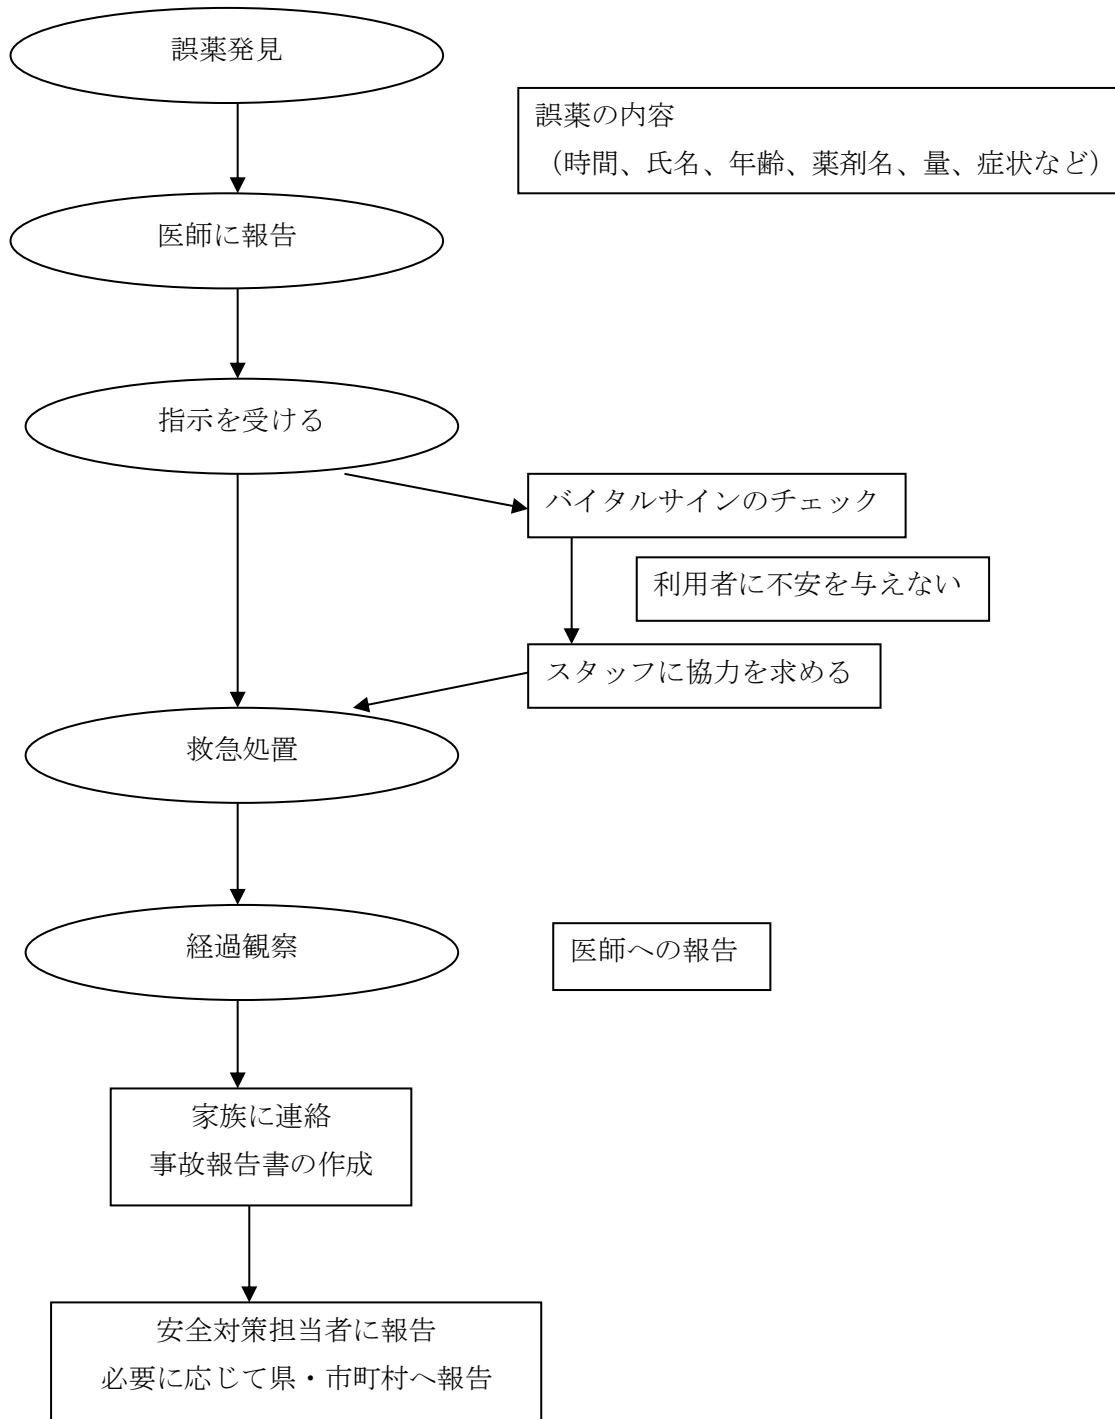 誤薬発見
誤薬の内容
（時間、氏名、年齢、薬剤名、量、症状など）
医師に報告
指示を受ける
バイタルサインのチェック
利用者に不安を与えない
スタッフに協力を求める
救急処置
経過観察
医師への報告
家族に連絡
事故報告書の作成
安全対策担当者に報告
必要に応じて県・市町村へ報告